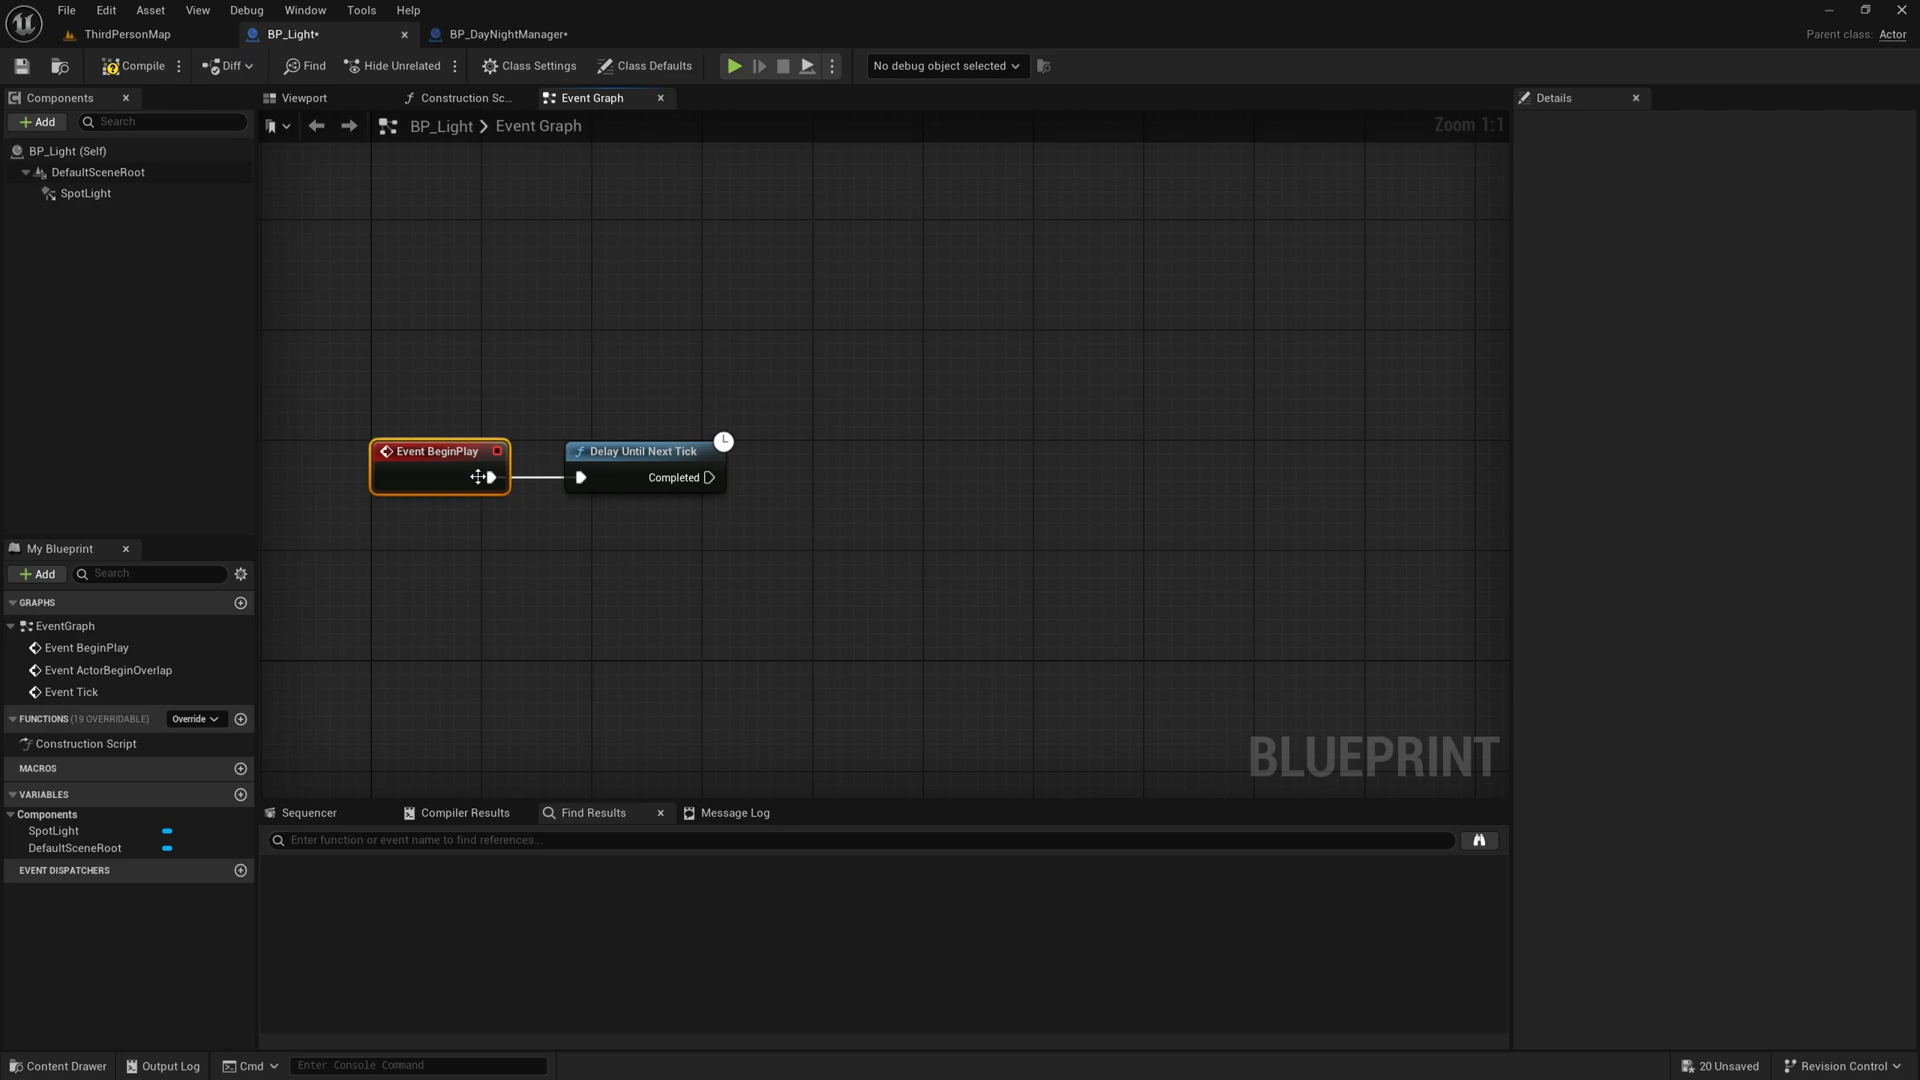 File Edit Asset View Debug Window Tools Help
ThirdPersonMap BP_Light* BP_DayNightManager* Parent class: Actor
Compile Diff Find Hide Unrelated Class Settings Class Defaults No debug object selected
Components Viewport Construction Sc... Event Graph Details
Add Search BP_Light > Event Graph Zoom 1:1
BP_Light (Self)
DefaultSceneRoot
SpotLight
Event BeginPlay Delay Until Next Tick
Completed
My Blueprint
Add Search
GRAPHS
EventGraph
Event BeginPlay
Event ActorBeginOverlap
Event Tick
FUNCTIONS (19 OVERRIDABLE) Override
Construction Script
BLUEPRINT
MACROS
VARIABLES
Components
SpotLight
DefaultSceneRoot
EVENT DISPATCHERS
Sequencer Compiler Results Find Results Message Log
Enter function or event name to find references...
Content Drawer Output Log Cmd Enter Console Command 20 Unsaved Revision Control